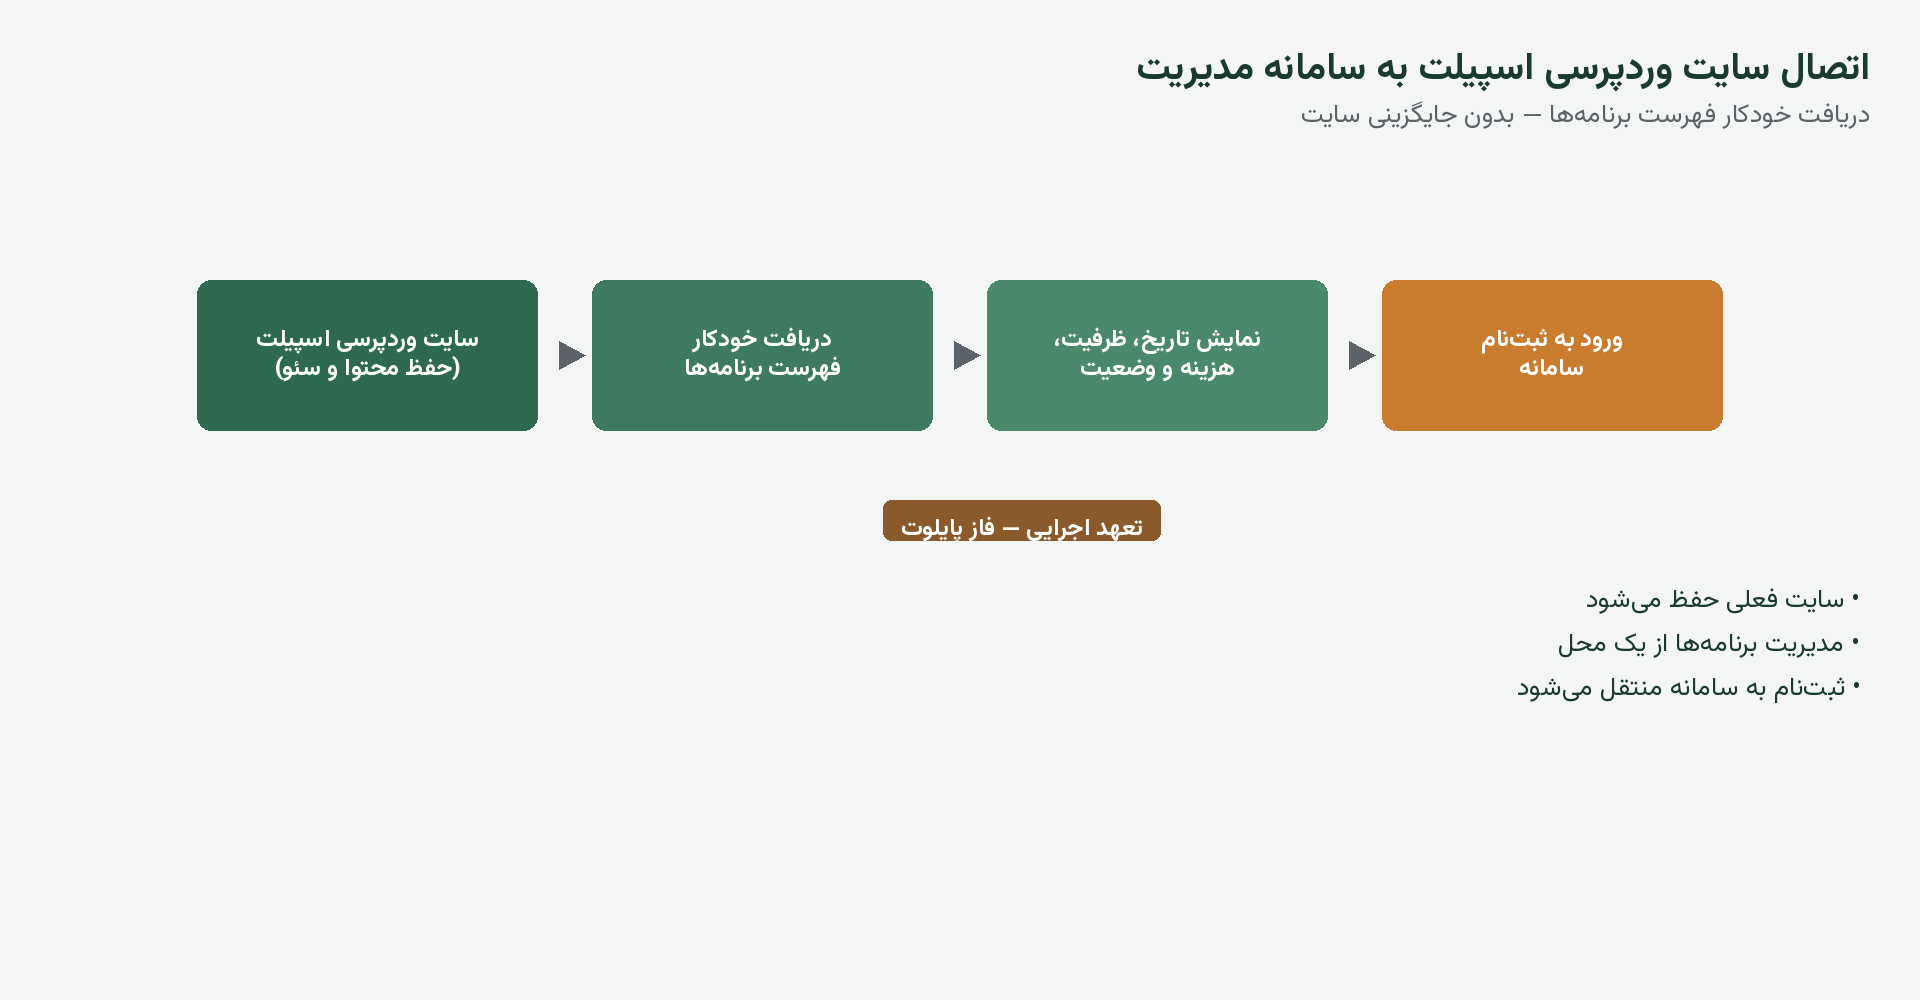 اتصال سایت وردپرسی اسپیلت به سامانه مدیریت
دریافت خودکار فهرست برنامه‌ها — بدون جایگزینی سایت
سایت وردپرسی اسپیلت
(حفظ محتوا و سئو)
دریافت خودکار
فهرست برنامه‌ها
نمایش تاریخ، ظرفیت،
هزینه و وضعیت
ورود به ثبت‌نام
سامانه
تعهد اجرایی — فاز پایلوت
• سایت فعلی حفظ می‌شود
• مدیریت برنامه‌ها از یک محل
• ثبت‌نام به سامانه منتقل می‌شود